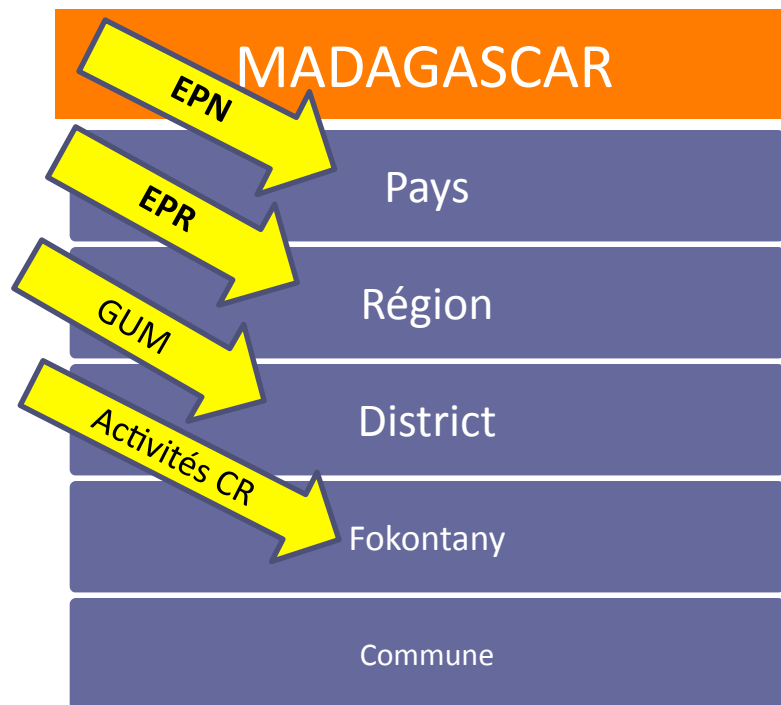 MADAGASCAR
EPN
Pays
EPR
Région
GUM
District
Activités CR
Fokontany
Commune